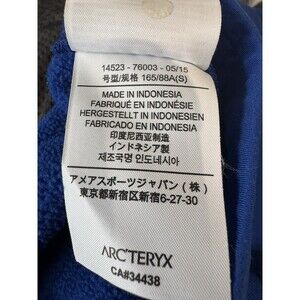 14523 - 76003 - 05/15
号型/规格 165/88A(S)
MADE IN INDONESIA
FABRIQUÉ EN INDONÉSIE
HERGESTELLT IN INDONESIEN
FABRICADO EN INDONESIA
印度尼西亚制造
インドネシア製
제조국명 인도네시아
アメアスポーツジャパン (株)
東京都新宿区新宿6-27-30
ARC'TERYX
CA#34438